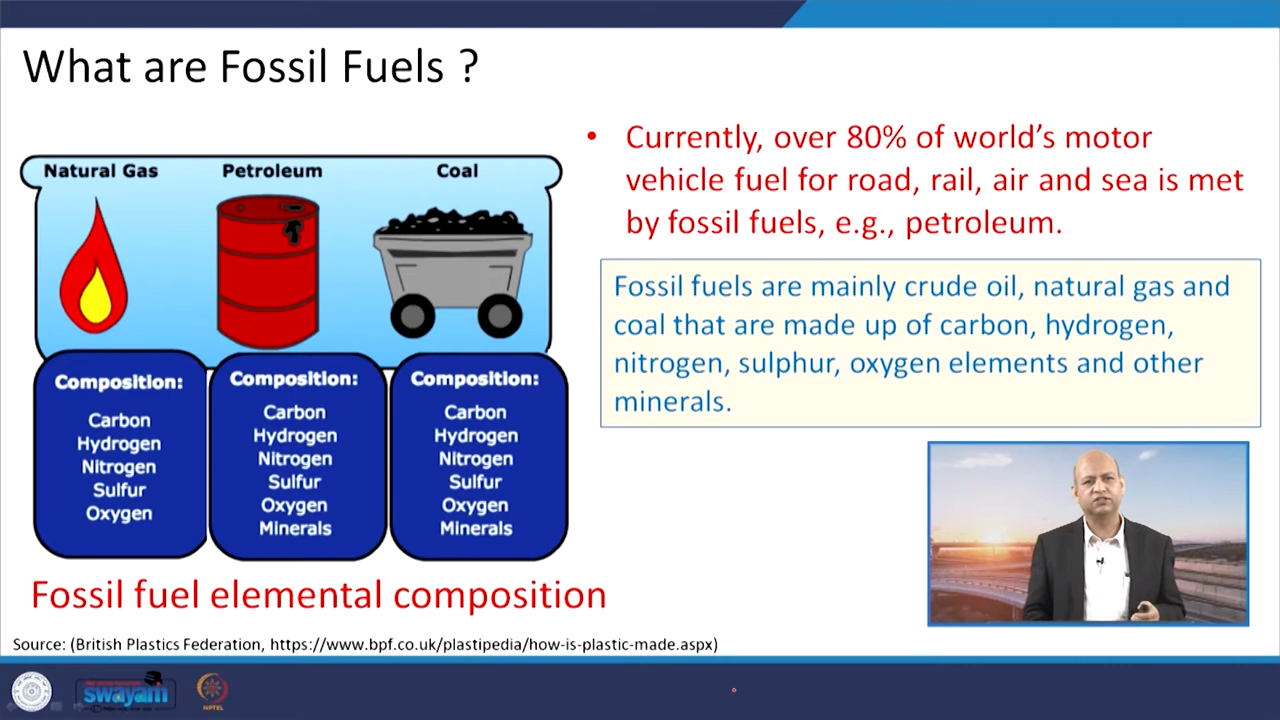 What are Fossil Fuels ?
Natural Gas
Petroleum
Coal
Composition:
Carbon
Hydrogen
Nitrogen
Sulfur
Oxygen
Composition:
Carbon
Hydrogen
Nitrogen
Sulfur
Oxygen
Minerals
Composition:
Carbon
Hydrogen
Nitrogen
Sulfur
Oxygen
Minerals
Fossil fuel elemental composition
• Currently, over 80% of world's motor
vehicle fuel for road, rail, air and sea is met
by fossil fuels, e.g., petroleum.
Fossil fuels are mainly crude oil, natural gas and
coal that are made up of carbon, hydrogen,
nitrogen, sulphur, oxygen elements and other
minerals.
Source: (British Plastics Federation, https://www.bpf.co.uk/plastipedia/how-is-plastic-made.aspx)
swayam
NPTEL